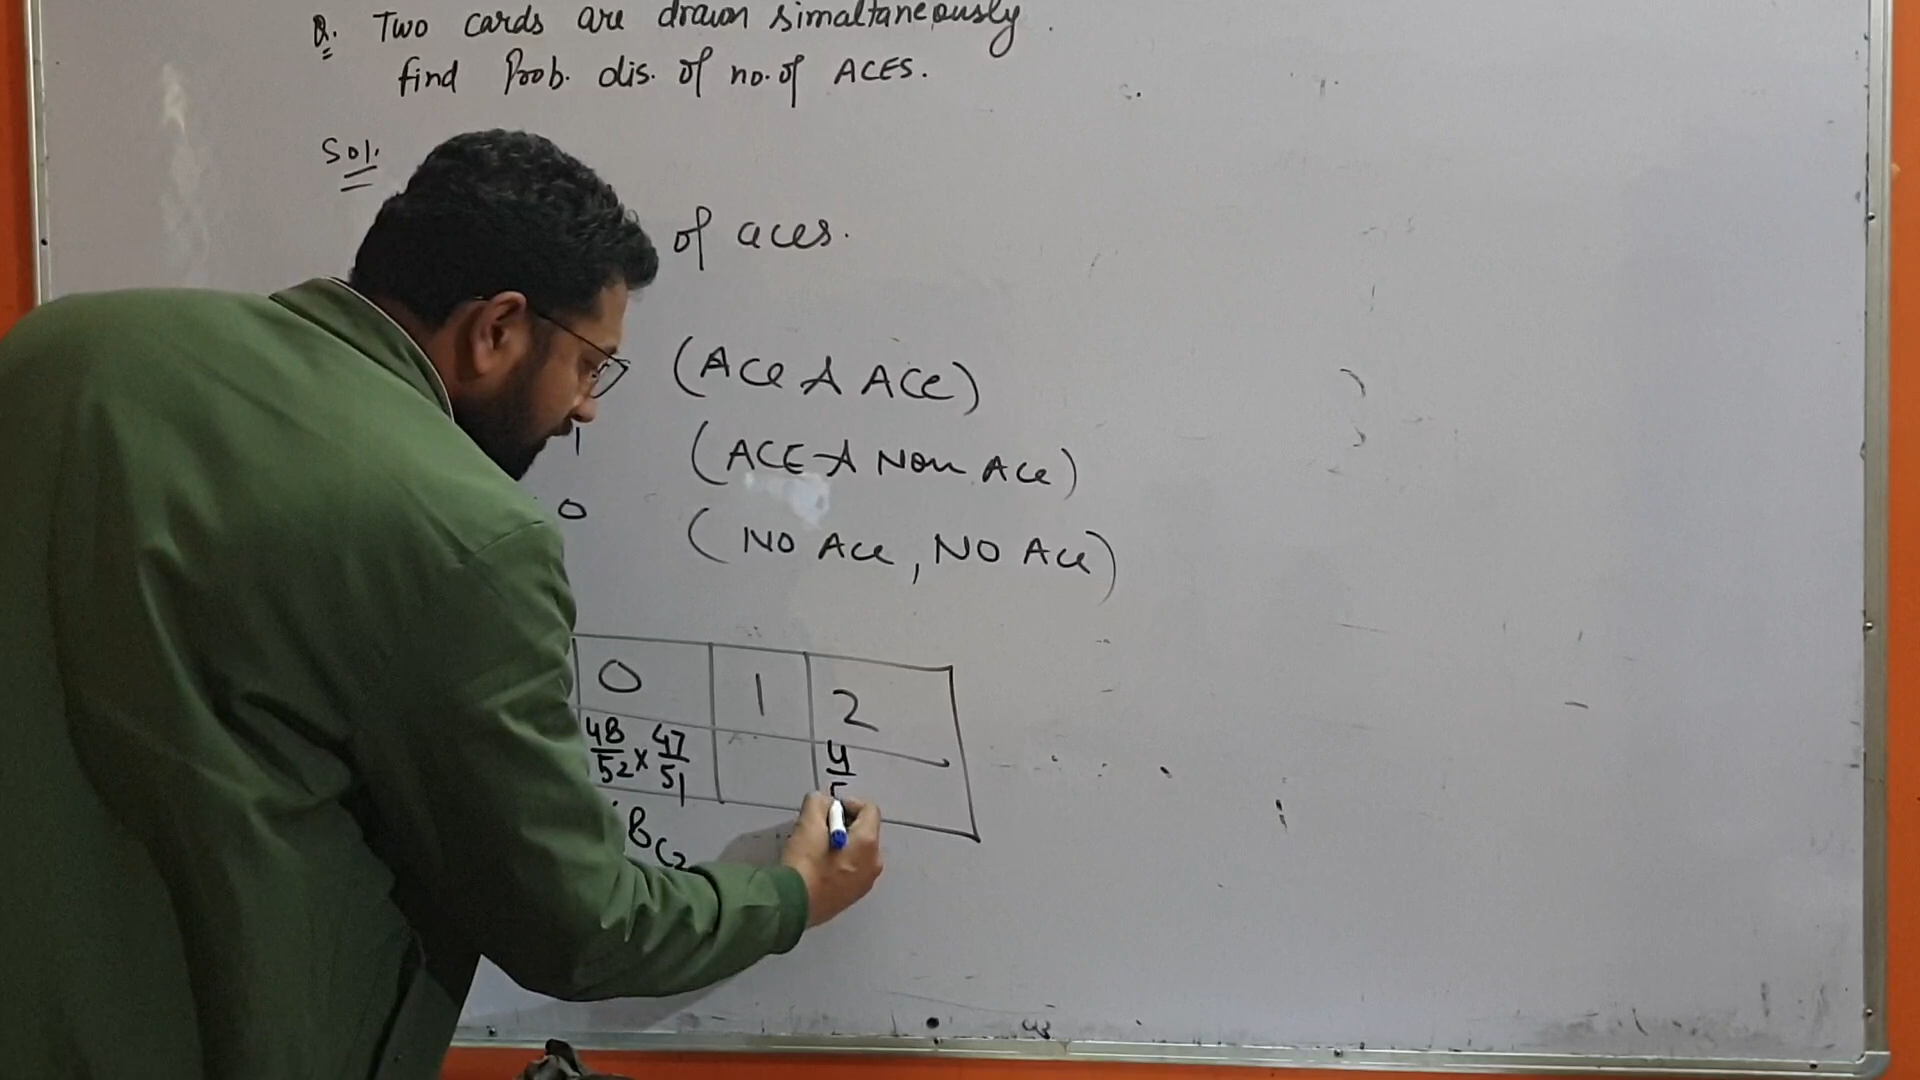 Q. Two cards are drawn simaltaneously.
find Prob. dis. of no. of ACES.
Sol.
of aces.
(Ace & Ace)
1 (ACE & Non Ace)
0 (NO Ace, NO Ace)
0 1 2
48/52 × 47/51 4/5
8C2